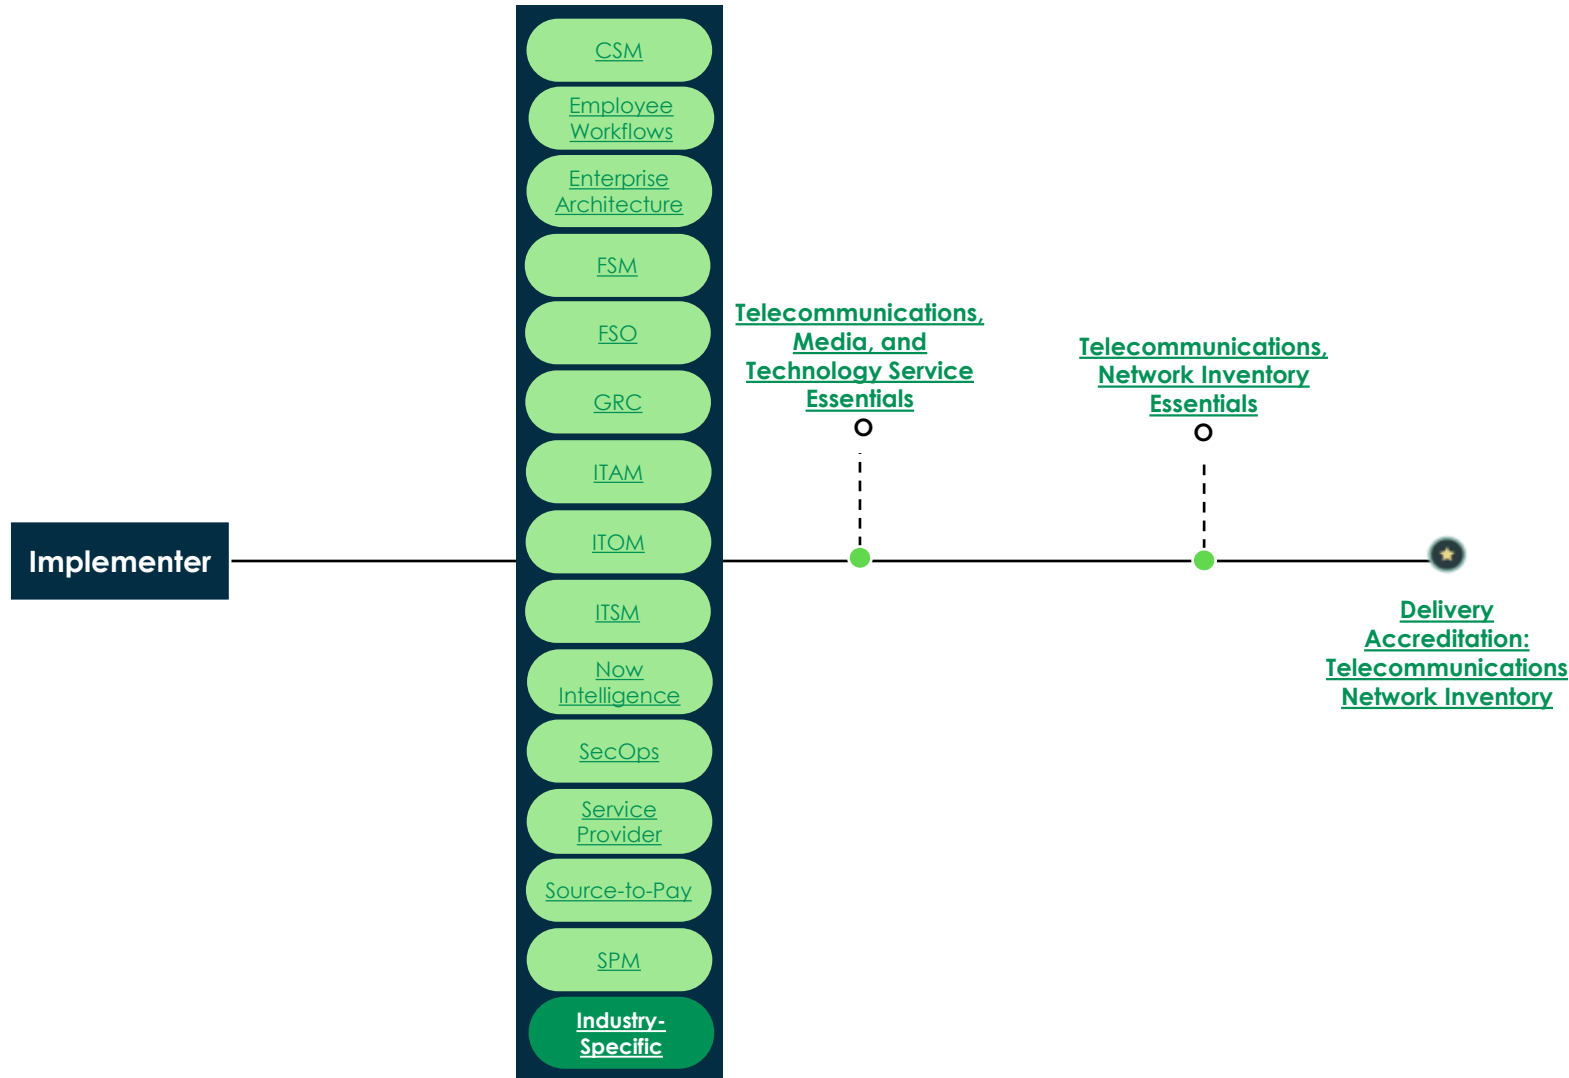 Implementer
CSM
Employee
Workflows
Enterprise
Architecture
FSM
FSO
GRC
ITAM
ITOM
ITSM
Now
Intelligence
SecOps
Service
Provider
Source-to-Pay
SPM
Industry-
Specific
Telecommunications,
Media, and
Technology Service
Essentials
Telecommunications,
Network Inventory
Essentials
Delivery
Accreditation:
Telecommunications
Network Inventory